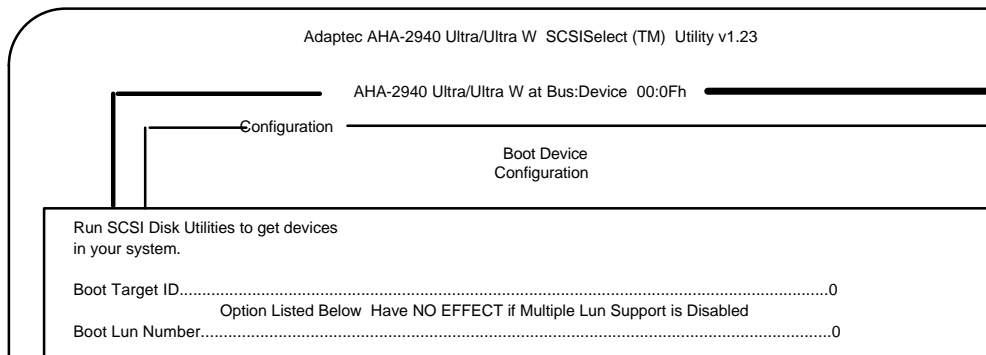 Adaptec AHA-2940 Ultra/Ultra W  SCSISelect (TM)  Utility v1.23
AHA-2940 Ultra/Ultra W at Bus:Device  00:0Fh
Configuration
Boot Device
Configuration
Run SCSI Disk Utilities to get devices
in your system.
Boot Target ID..................................................................................................................................................0
Option Listed Below  Have NO EFFECT if Multiple Lun Support is Disabled
Boot Lun Number.............................................................................................................................................0